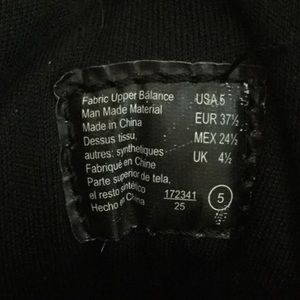 Fabric Upper Balance
Man Made Material
Made in China
Dessus tissu,
autres: synthetiques
Fabriqué en Chine
Parte superior de tela,
el resto sintético
Hecho en China
USA 5
EUR 37½
MEX 24½
UK 4½
172341
25
5